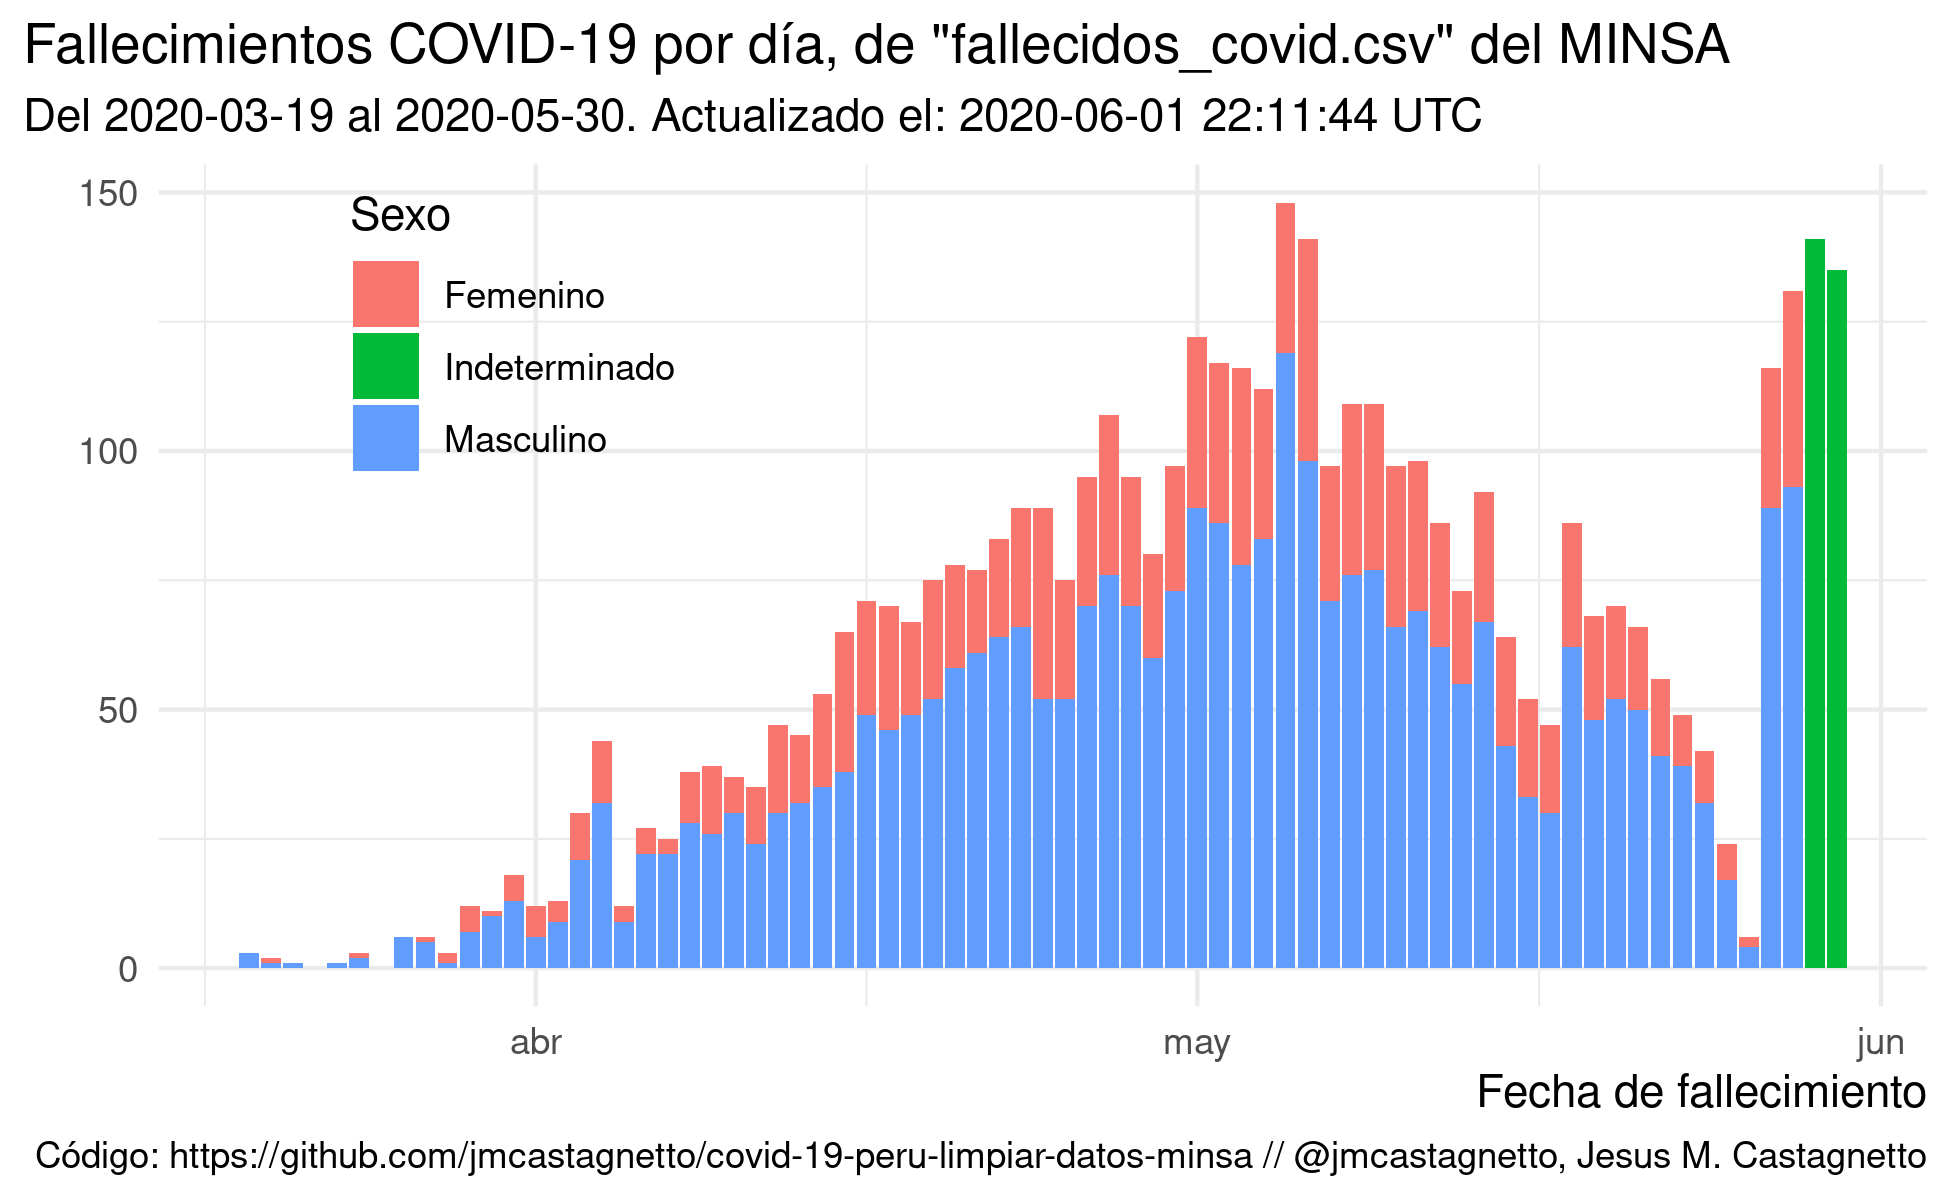 Fallecimientos COVID-19 por día, de "fallecidos_covid.csv" del MINSA
Del 2020-03-19 al 2020-05-30. Actualizado el: 2020-06-01 22:11:44 UTC
150
100
50
0
Sexo
Femenino
Indeterminado
Masculino
abr
may
jun
Fecha de fallecimiento
Código: https://github.com/jmcastagnetto/covid-19-peru-limpiar-datos-minsa // @jmcastagnetto, Jesus M. Castagnetto